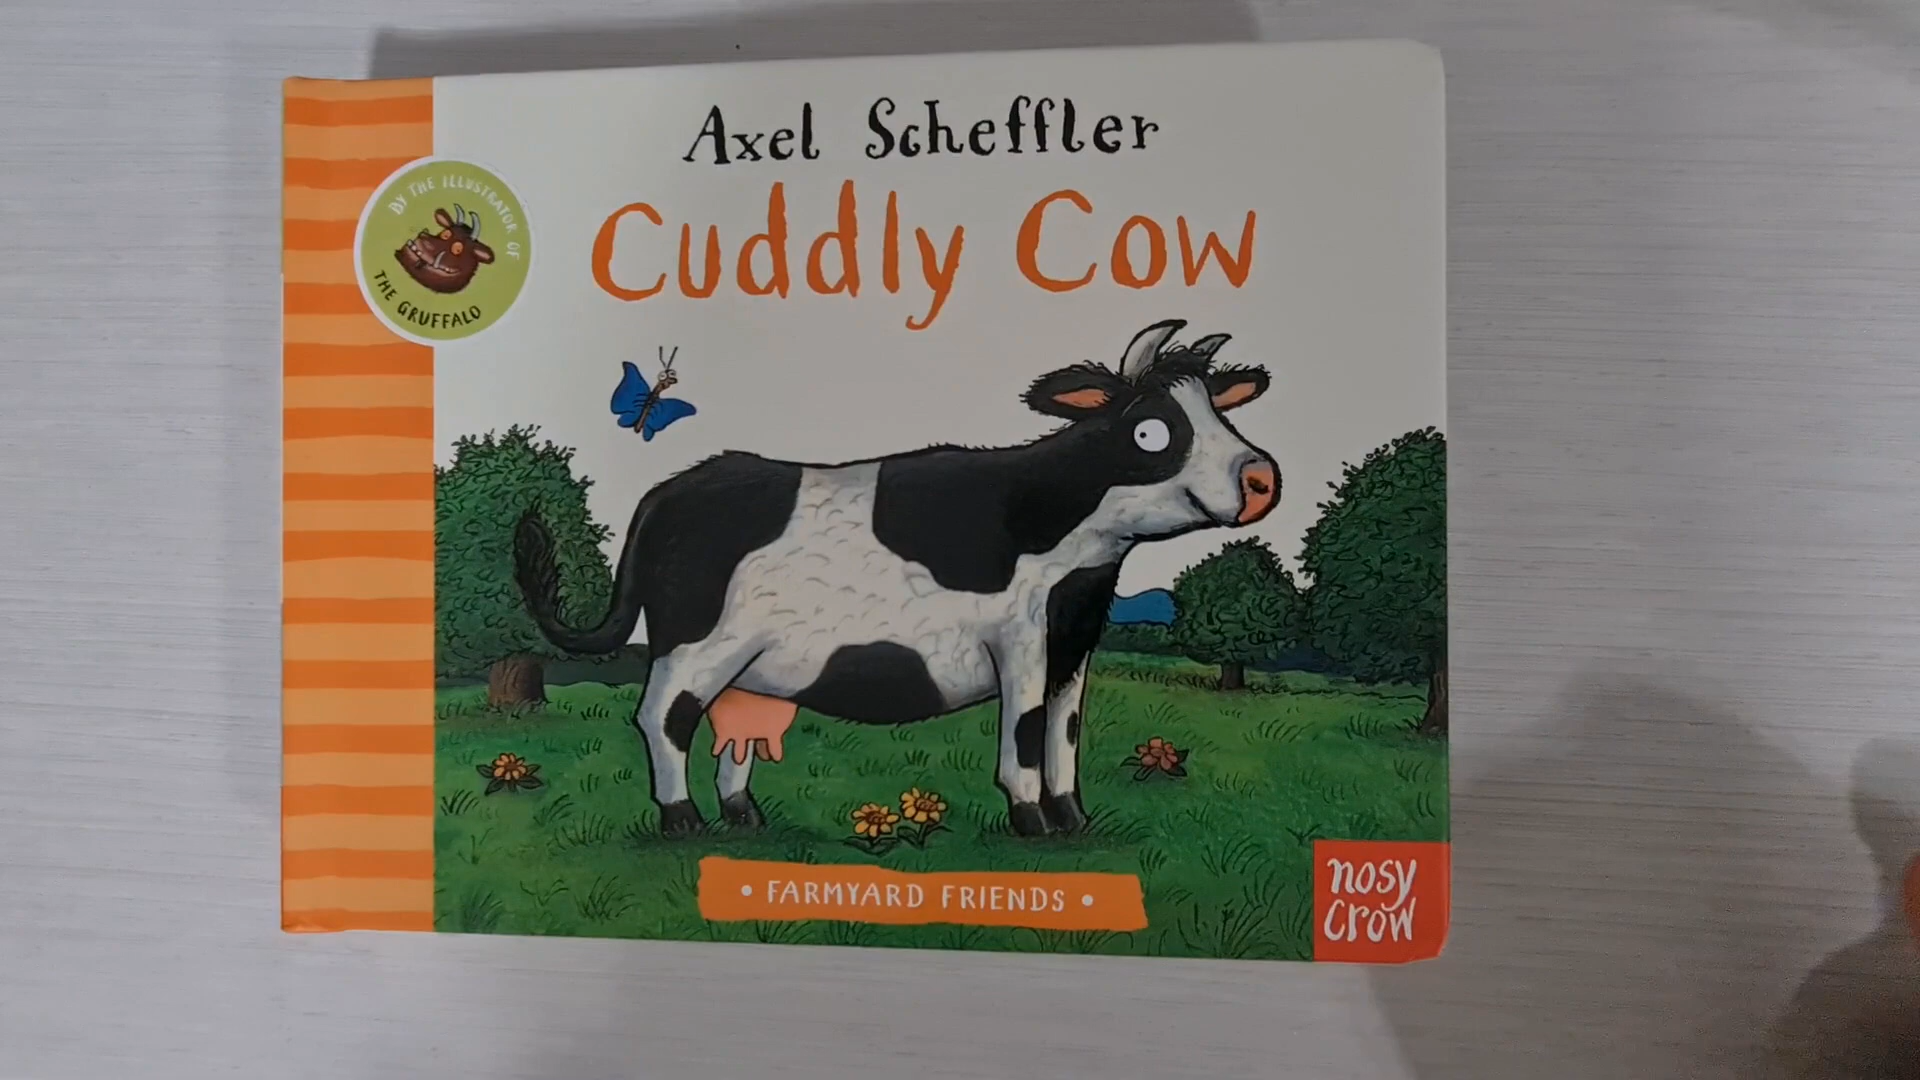 Axel Scheffler
Cuddly Cow
BY THE ILLUSTRATOR OF
THE GRUFFALO
• FARMYARD FRIENDS •
nosy
crow